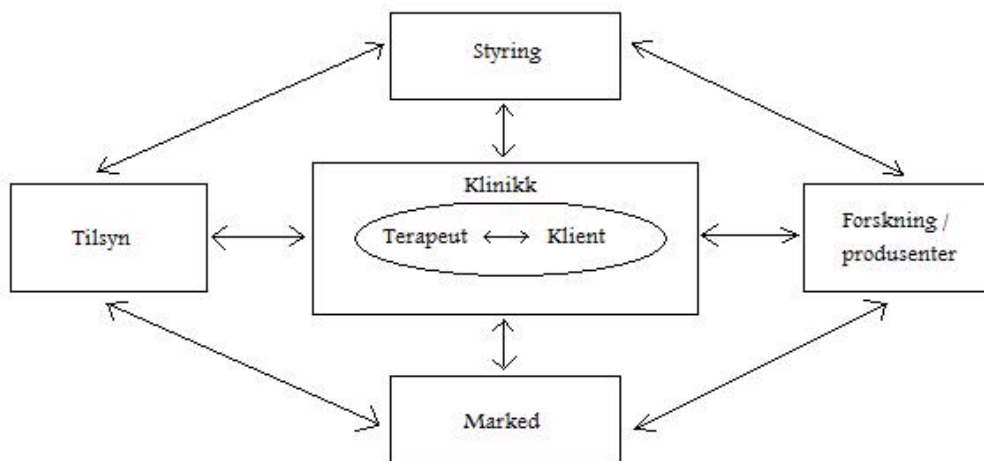 Styring
Klinikk
Tilsyn
Terapeut
Klient
Forskning /
produsenter
Marked